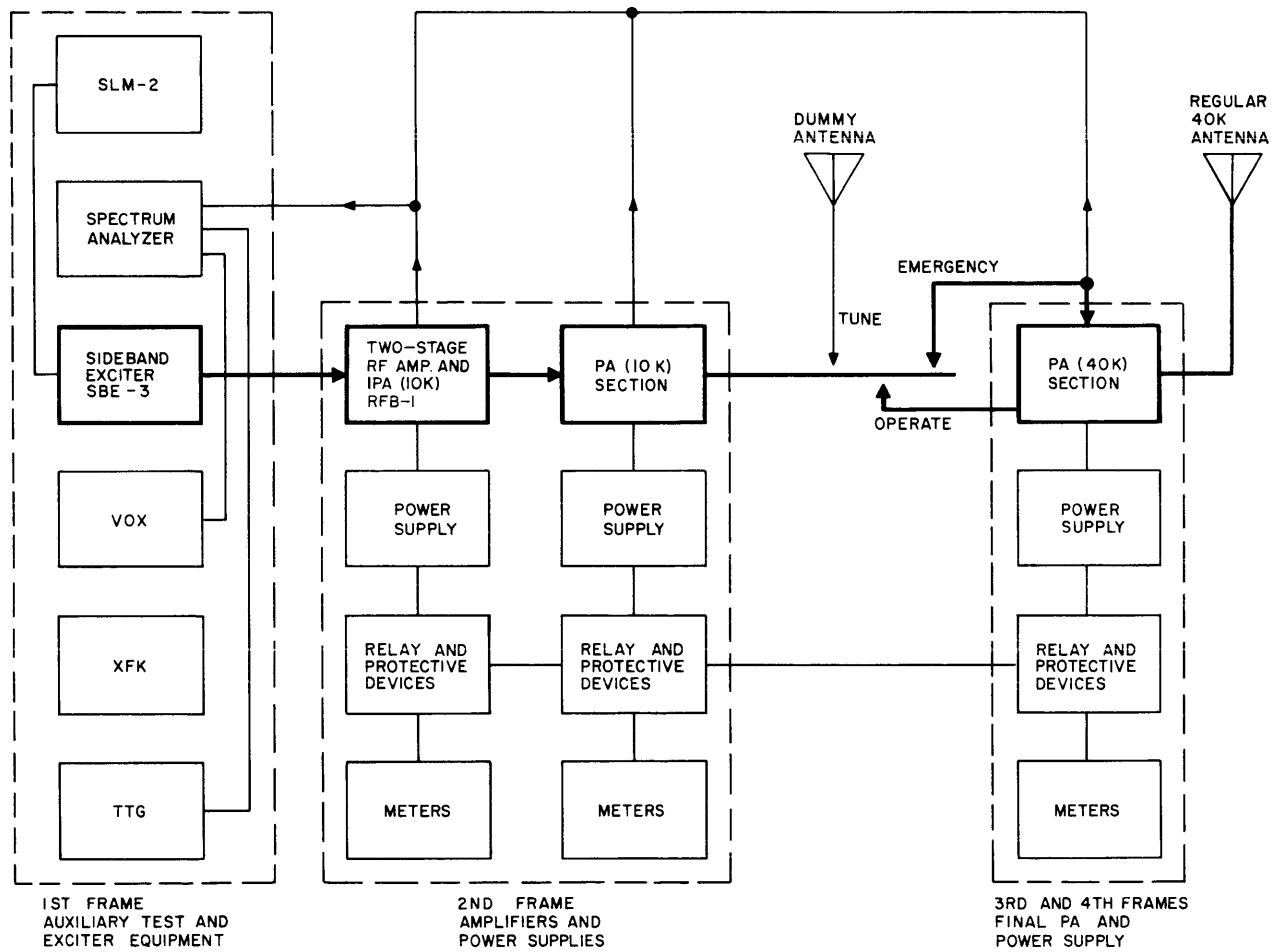 SLM-2
SPECTRUM
ANALYZER
SIDEBAND
EXCITER
SBE-3
VOX
XFK
TTG
1ST FRAME
AUXILIARY TEST AND
EXCITER EQUIPMENT
TWO-STAGE
RF AMP. AND
IPA (10K)
RFB-1
POWER
SUPPLY
RELAY AND
PROTECTIVE
DEVICES
METERS
PA (10K)
SECTION
POWER
SUPPLY
RELAY AND
PROTECTIVE
DEVICES
METERS
2ND FRAME
AMPLIFIERS AND
POWER SUPPLIES
DUMMY
ANTENNA
TUNE
EMERGENCY
OPERATE
REGULAR
40K
ANTENNA
PA (40K)
SECTION
POWER
SUPPLY
RELAY AND
PROTECTIVE
DEVICES
METERS
3RD AND 4TH FRAMES
FINAL PA AND
POWER SUPPLY